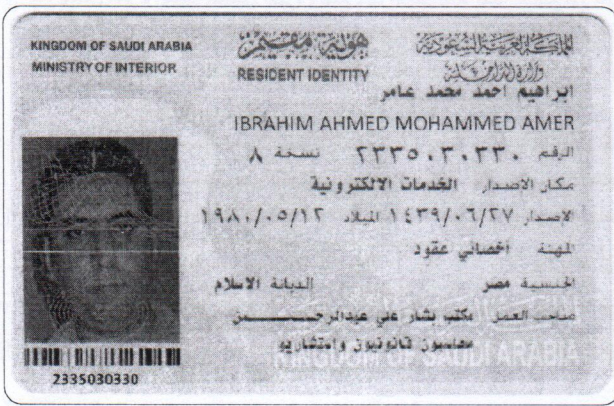 KINGDOM OF SAUDI ARABIA
MINISTRY OF INTERIOR
هوية مقيم
RESIDENT IDENTITY
المملكة العربية السعودية
وزارة الداخلية
ابراهيم احمد محمد عامر
IBRAHIM AHMED MOHAMMED AMER
الرقم ٢٣٣٥٠٣٠٣٣٠ نسخة ٨
مكان الاصدار الخدمات الالكترونية
الإصدار ١٤٣٩/٠٦/٢٧ الميلاد ١٩٨٠/٠٥/١٢
المهنة أخصائي عقود
الجنسية مصر الديانة الاسلام
صاحب العمل مكتب بشار علي عبدالرحمن
محاسبون قانونيون واستشاريو
KINGDOM OF SAUDI ARABIA
2335030330